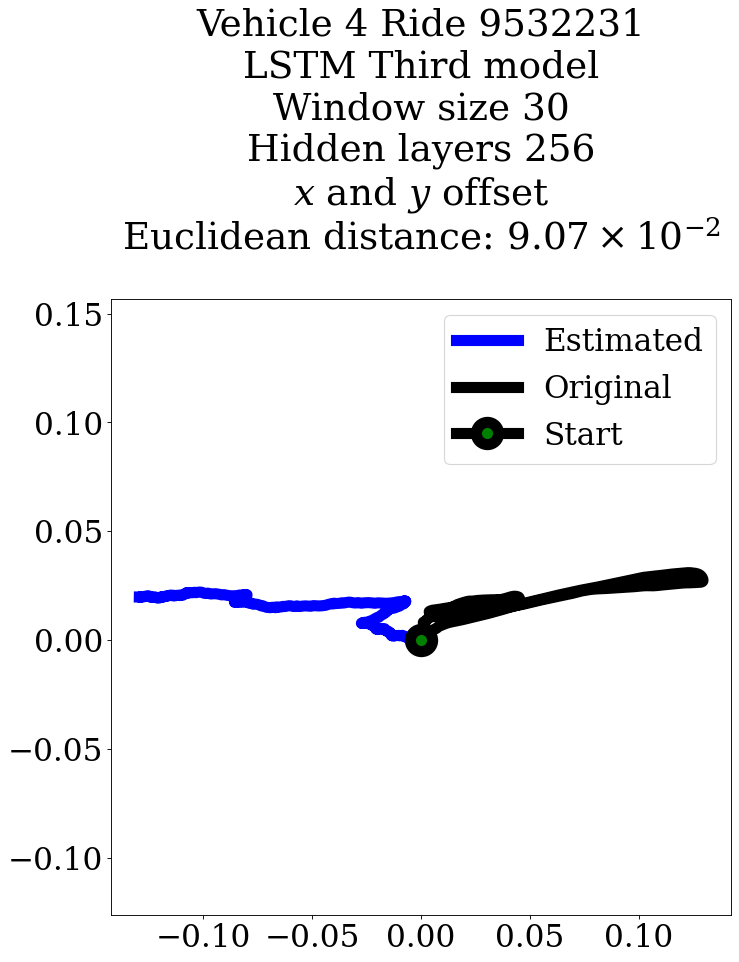 Vehicle 4 Ride 9532231
LSTM Third model
Window size 30
Hidden layers 256
x and y offset
Euclidean distance: 9.07 × 10⁻²
Estimated
Original
Start
0.15
0.10
0.05
0.00
−0.05
−0.10
−0.10 −0.05 0.00 0.05 0.10